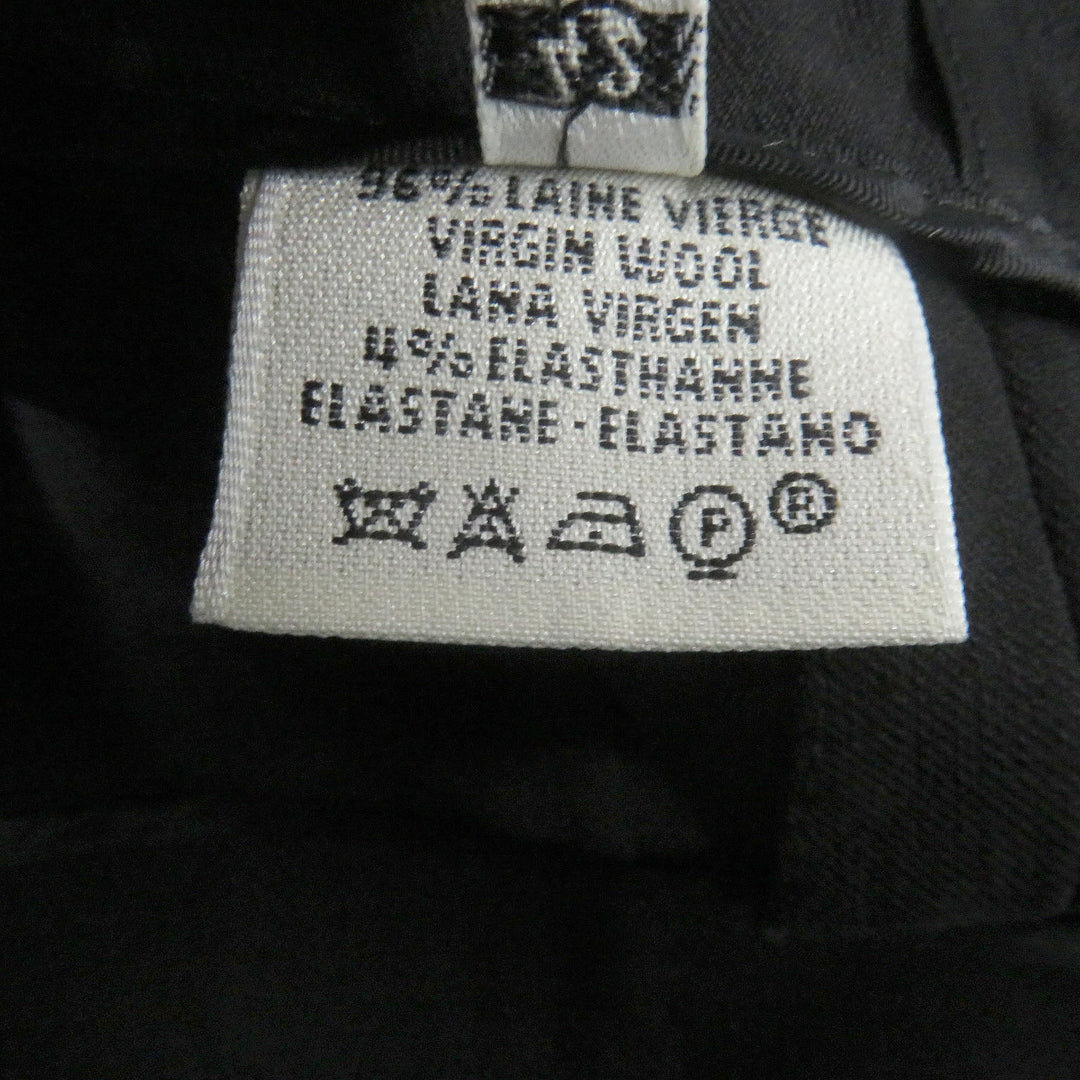 96% LAINE VIERGE
VIRGIN WOOL
LANA VIRGEN
4% ELASTHANNE
ELASTANE - ELASTANO
P ®